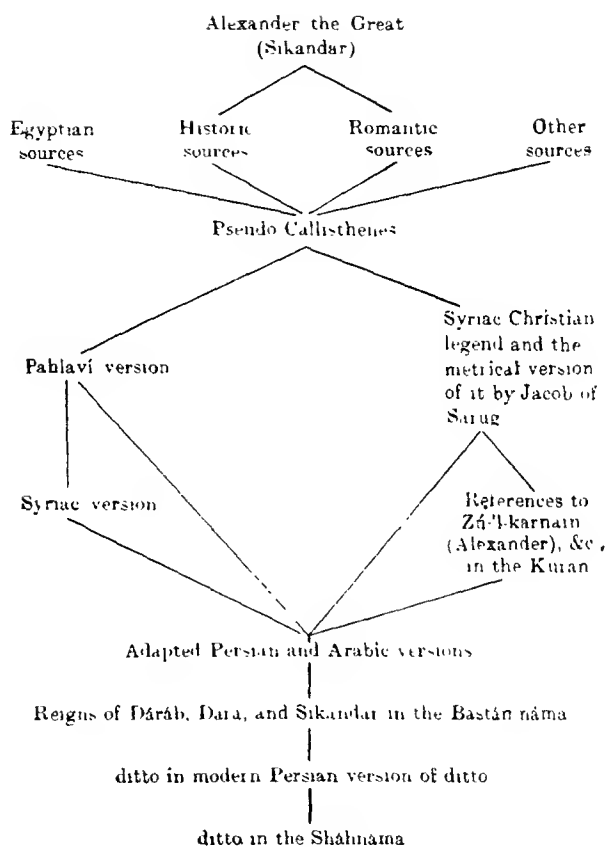 Alexander the Great
(Sikandar)
Egyptian
sources
Historic
sources
Romantic
sources
Other
sources
Pseudo Callisthenes
Syriac Christian
legend and the
metrical version
of it by Jacob of
Sarug
Pahlaví version
Syriac version
References to
Zú-'l-karnain
(Alexander), &c.,
in the Kuran
Adapted Persian and Arabic versions
Reigns of Dáráb, Dara, and Sikandar in the Bastán náma
ditto in modern Persian version of ditto
ditto in the Sháhnáma